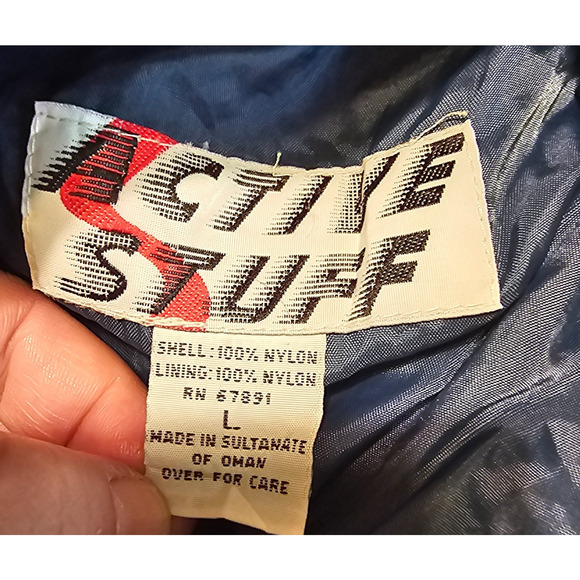 ACTIVE
STUFF
SHELL:100% NYLON
LINING:100% NYLON
RN 67891
L
MADE IN SULTANATE
OF OMAN
OVER FOR CARE